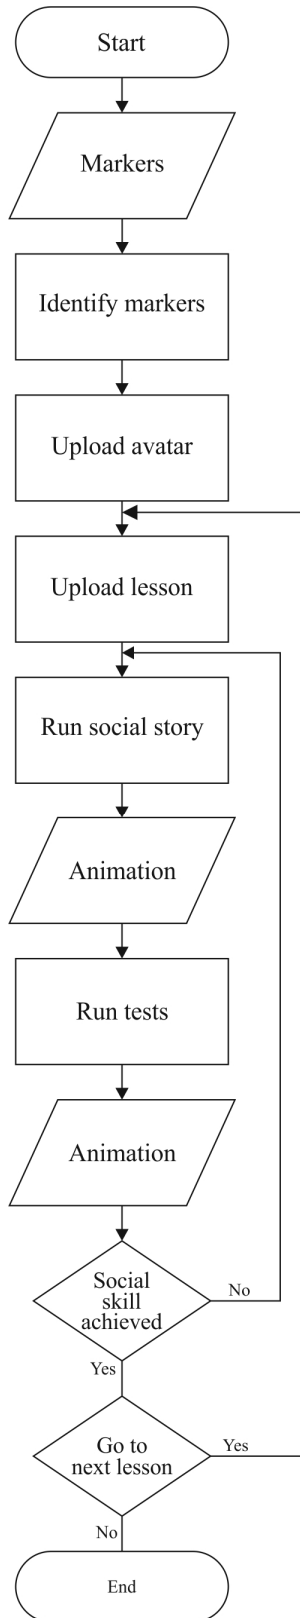 Start
Markers
Identify markers
Upload avatar
Upload lesson
Run social story
Animation
Run tests
Animation
Social
skill
achieved
No
Yes
Go to
next lesson
Yes
No
End